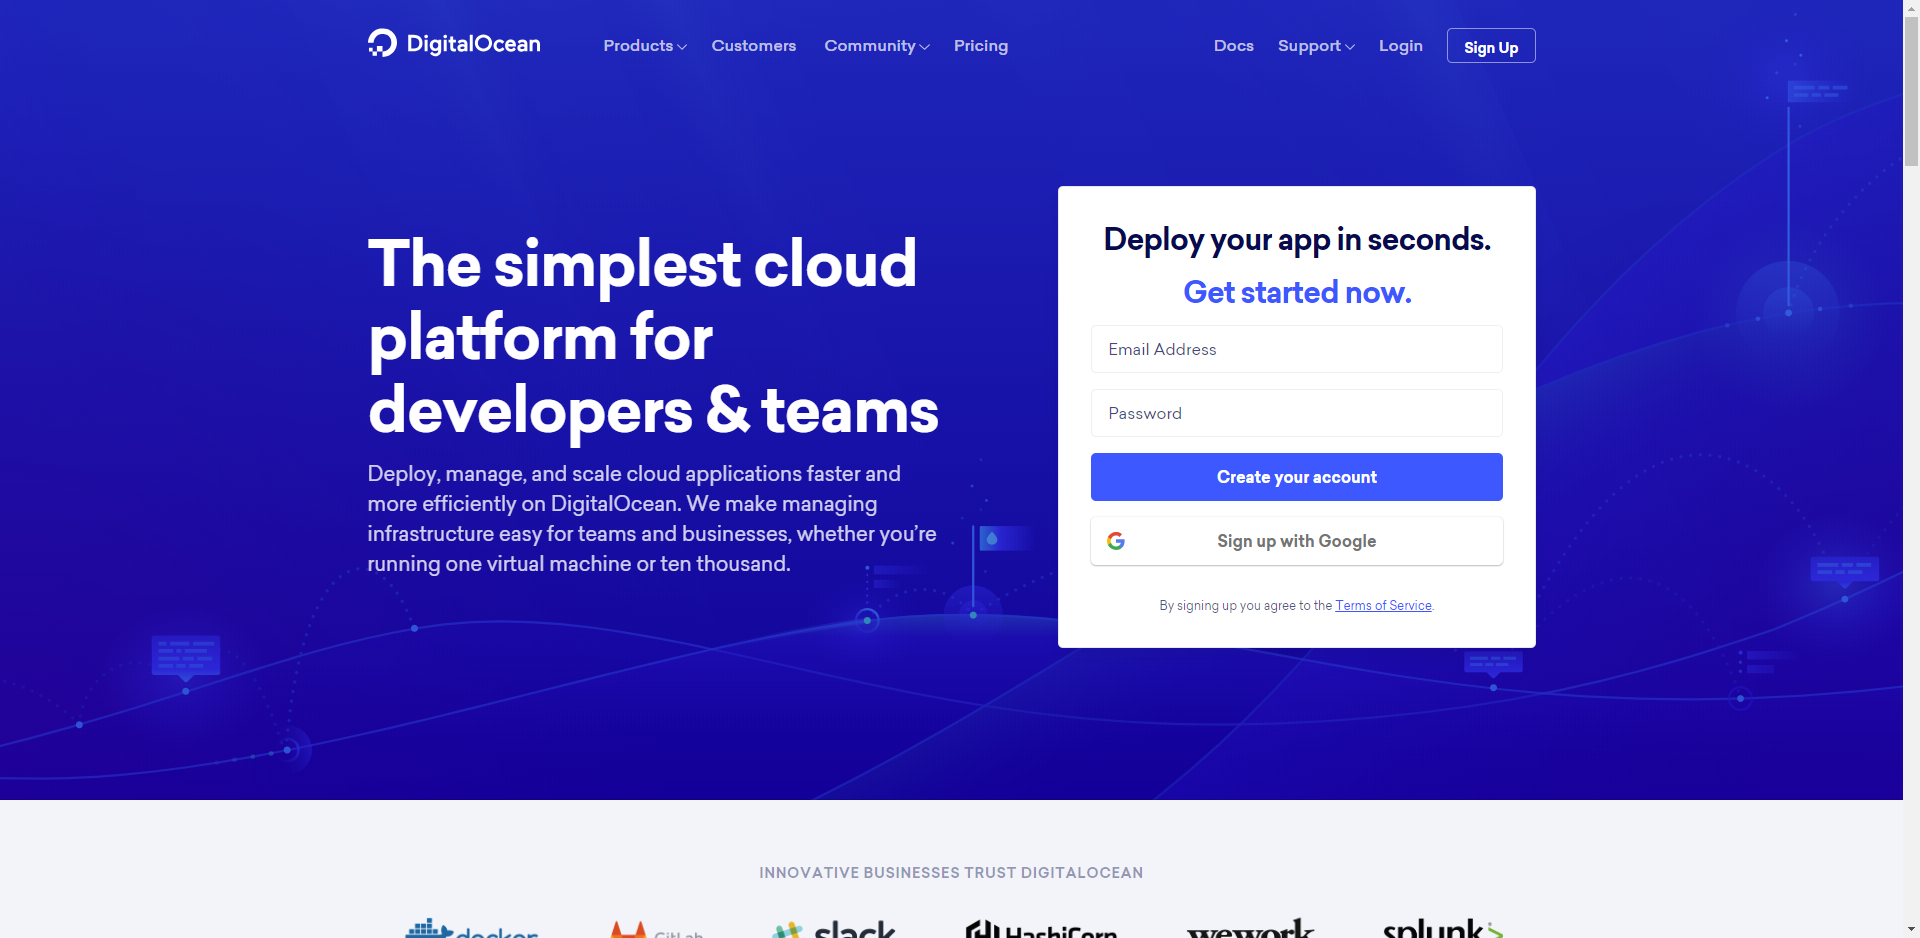 DigitalOcean
Products
Customers
Community
Pricing
Docs
Support
Login
Sign Up
The simplest cloud
platform for
developers & teams
Deploy, manage, and scale cloud applications faster and
more efficiently on DigitalOcean. We make managing
infrastructure easy for teams and businesses, whether you’re
running one virtual machine or ten thousand.
Deploy your app in seconds.
Get started now.
Email Address
Password
Create your account
Sign up with Google
By signing up you agree to the Terms of Service.
INNOVATIVE BUSINESSES TRUST DIGITALOCEAN
docker
GitLab
slack
HashiCorp
wework
splunk>